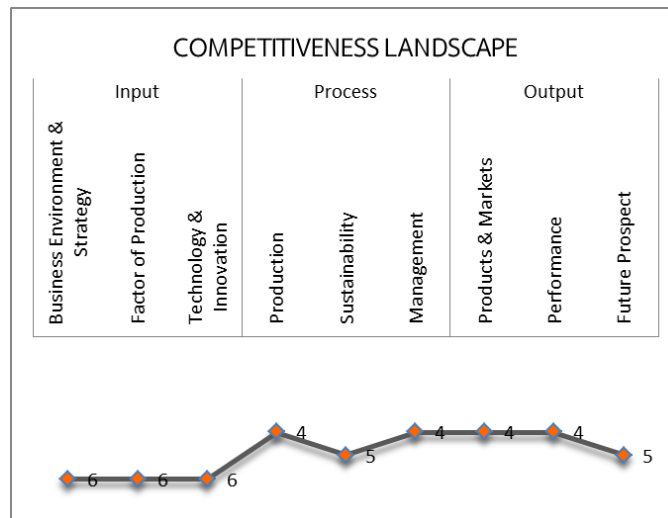 COMPETITIVENESS LANDSCAPE
Input
Process
Output
Business Environment &
Strategy
Factor of Production
Technology &
Innovation
Production
Sustainability
Management
Products & Markets
Performance
Future Prospect
6
6
6
4
5
4
4
4
5